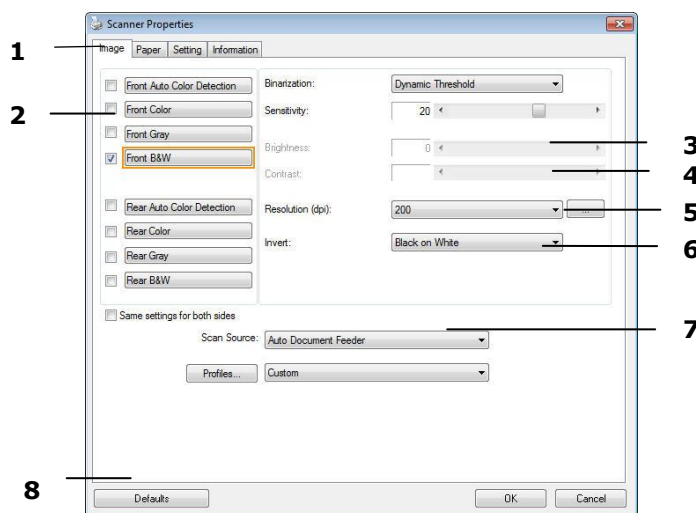 Scanner Properties
Image Paper Setting Information
1
Front Auto Color Detection Binarization: Dynamic Threshold
2 Front Color Sensitivity: 20
Front Gray
Brightness: 0 3
Front B&W
Contrast: 4
Rear Auto Color Detection Resolution (dpi): 200 ... 5
Rear Color
Invert: Black on White 6
Rear Gray
Rear B&W
Same settings for both sides
7
Scan Source: Auto Document Feeder
Profiles... Custom
8
Defaults OK Cancel